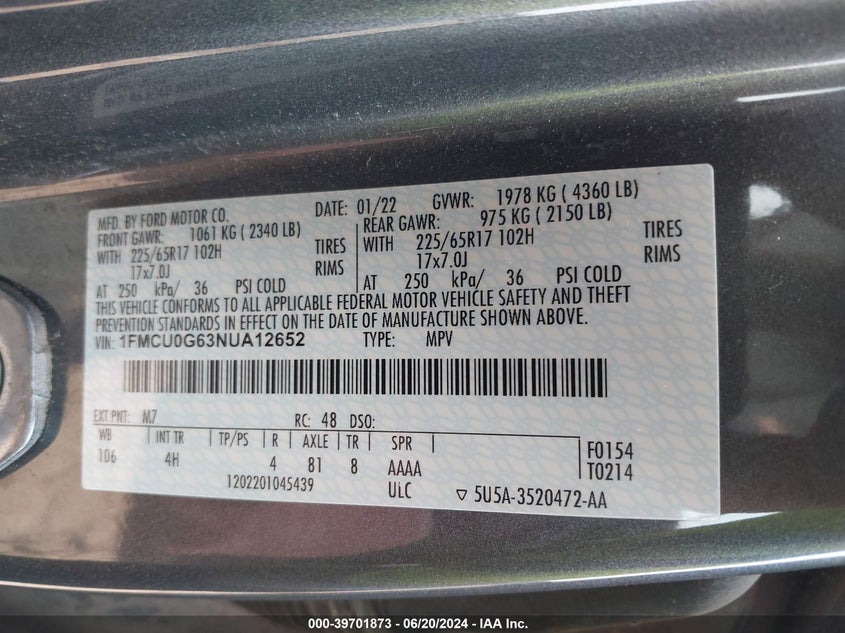 MFD. BY FORD MOTOR CO. DATE: 01/22 GVWR: 1978 KG ( 4360 LB)
FRONT GAWR: 1061 KG ( 2340 LB) REAR GAWR: 975 KG ( 2150 LB)
WITH 225/65R17 102H TIRES WITH 225/65R17 102H TIRES
17x7.0J RIMS 17x7.0J RIMS
AT 250 kPa/ 36 PSI COLD AT 250 kPa/ 36 PSI COLD
THIS VEHICLE CONFORMS TO ALL APPLICABLE FEDERAL MOTOR VEHICLE SAFETY AND THEFT
PREVENTION STANDARDS IN EFFECT ON THE DATE OF MANUFACTURE SHOWN ABOVE.
VIN: 1FMCU0G63NUA12652 TYPE: MPV
EXT PNT: M7 RC: 48 DSO:
WB INT TR TP/PS R AXLE TR SPR
106 4H 4 81 8 AAAA
F0154
T0214
1202201045439 ULC ▽ 5U5A-3520472-AA
000-39701873 / 06/20/2024 / IAA Inc.